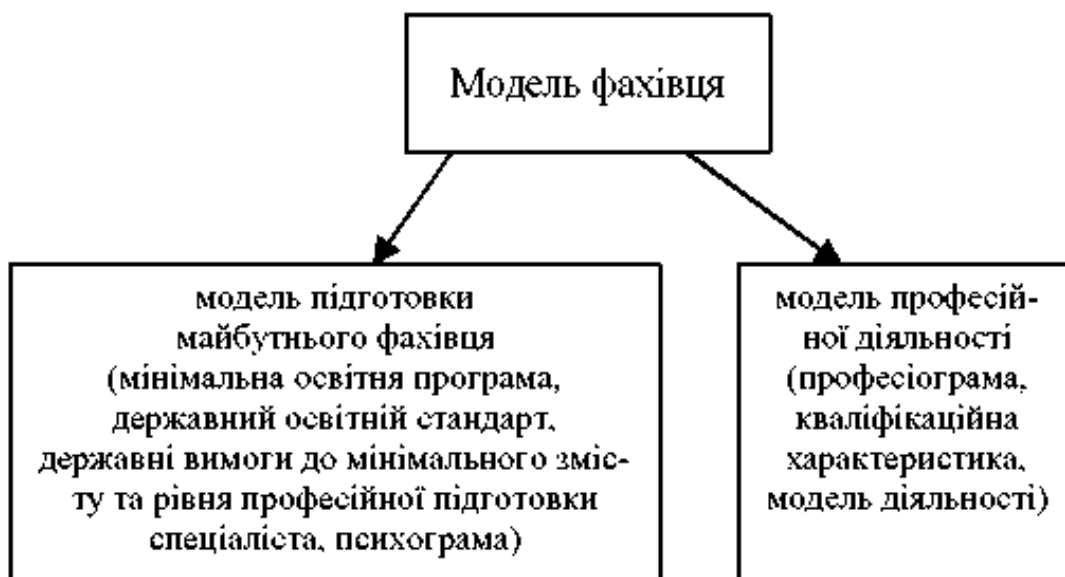 Модель фахівця
модель підготовки
майбутнього фахівця
(мінімальна освітня програма,
державний освітній стандарт,
державні вимоги до мінімального зміс-
ту та рівня професійної підготовки
спеціаліста, психограма)
модель професій-
ної діяльності
(професіограма,
кваліфікаційна
характеристика,
модель діяльності)